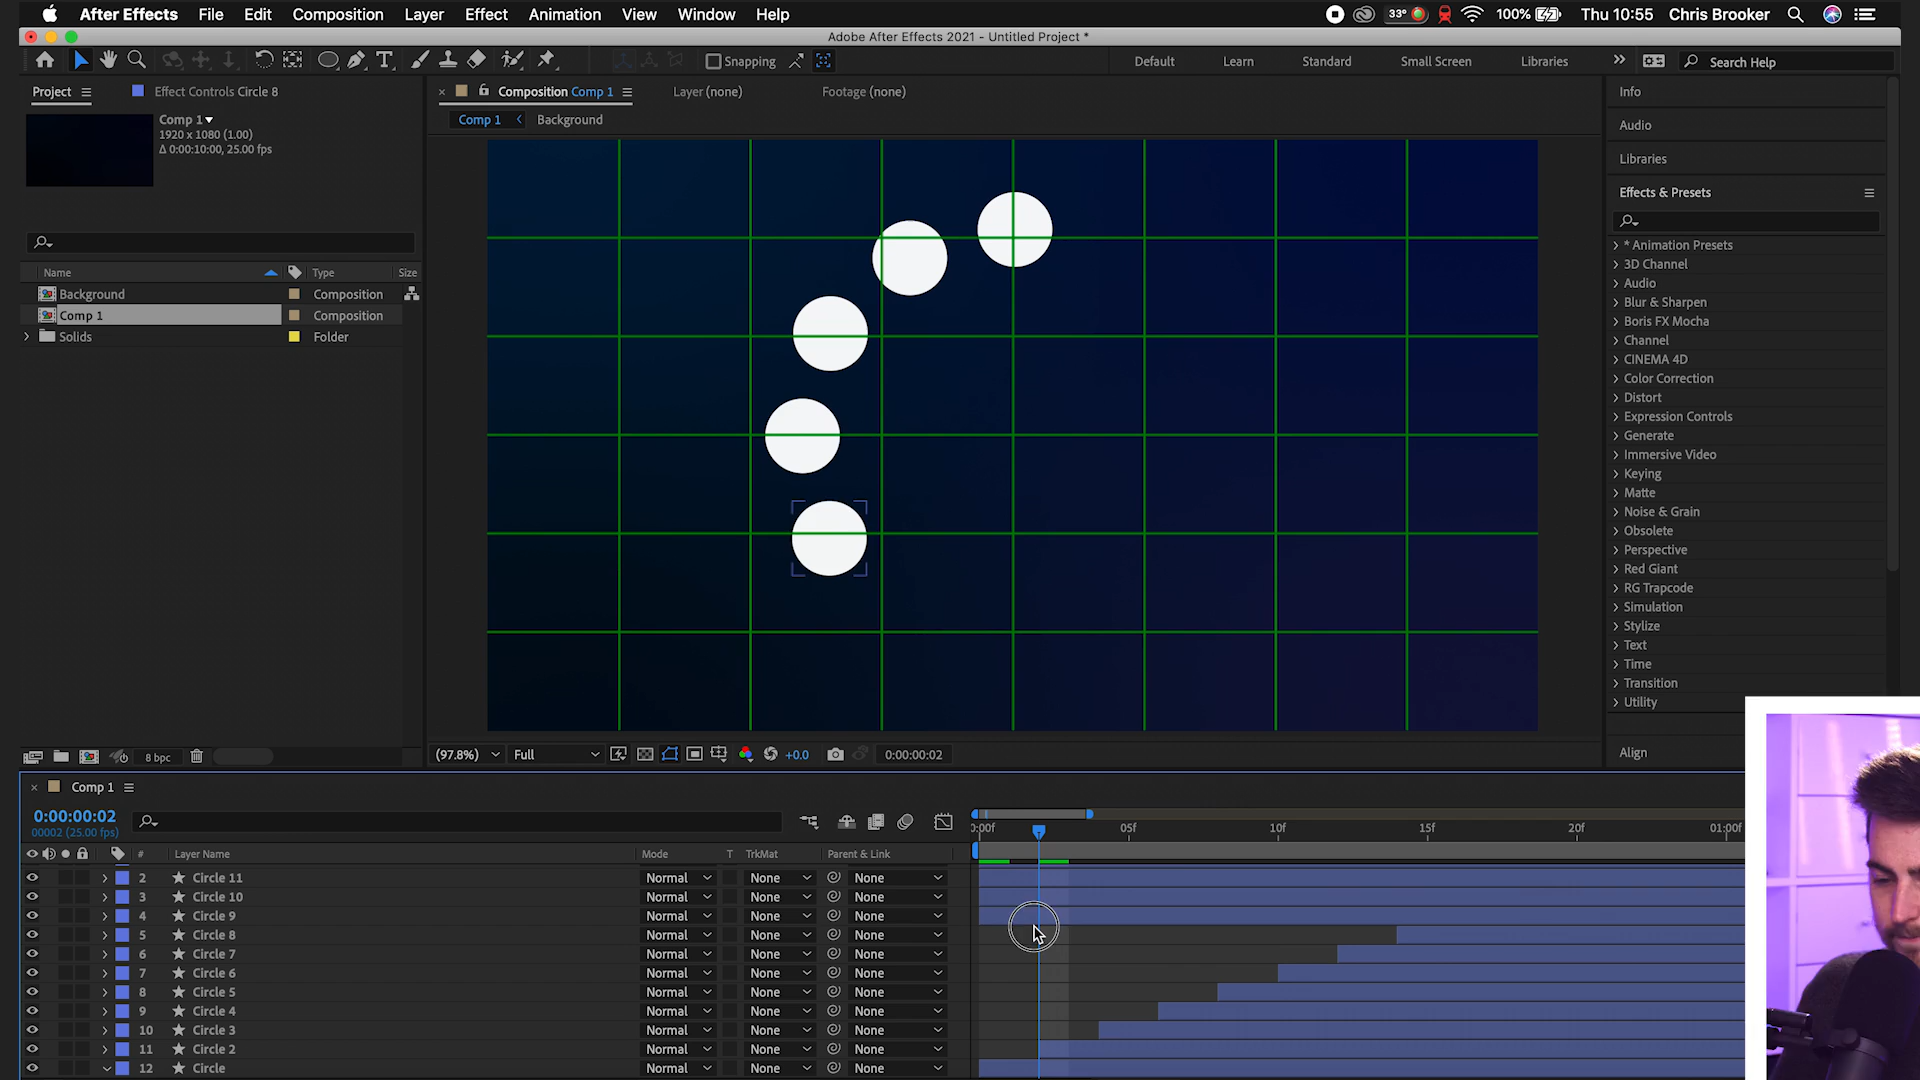 After Effects File Edit Composition Layer Effect Animation View Window Help 33° 100% Thu 10:55 Chris Brooker
Adobe After Effects 2021 - Untitled Project *
Snapping Default Learn Standard Small Screen Libraries Search Help
Project Effect Controls Circle 8 Composition Comp 1 Layer (none) Footage (none)
Comp 1 Background
Comp 1
1920 x 1080 (1.00)
Δ 0:00:10:00, 25.00 fps
Name Type Size
Background Composition
Comp 1 Composition
Solids Folder
8 bpc
(97.8%) Full +0.0 0:00:00:02
Info
Audio
Libraries
Effects & Presets
* Animation Presets
3D Channel
Audio
Blur & Sharpen
Boris FX Mocha
Channel
CINEMA 4D
Color Correction
Distort
Expression Controls
Generate
Immersive Video
Keying
Matte
Noise & Grain
Obsolete
Perspective
Red Giant
RG Trapcode
Simulation
Stylize
Text
Time
Transition
Utility
Align
Comp 1
0:00:00:02
00002 (25.00 fps)
0:00f 05f 10f 15f 20f 01:00f
# Layer Name Mode T TrkMat Parent & Link
2 Circle 11 Normal None None
3 Circle 10 Normal None None
4 Circle 9 Normal None None
5 Circle 8 Normal None None
6 Circle 7 Normal None None
7 Circle 6 Normal None None
8 Circle 5 Normal None None
9 Circle 4 Normal None None
10 Circle 3 Normal None None
11 Circle 2 Normal None None
12 Circle Normal None None